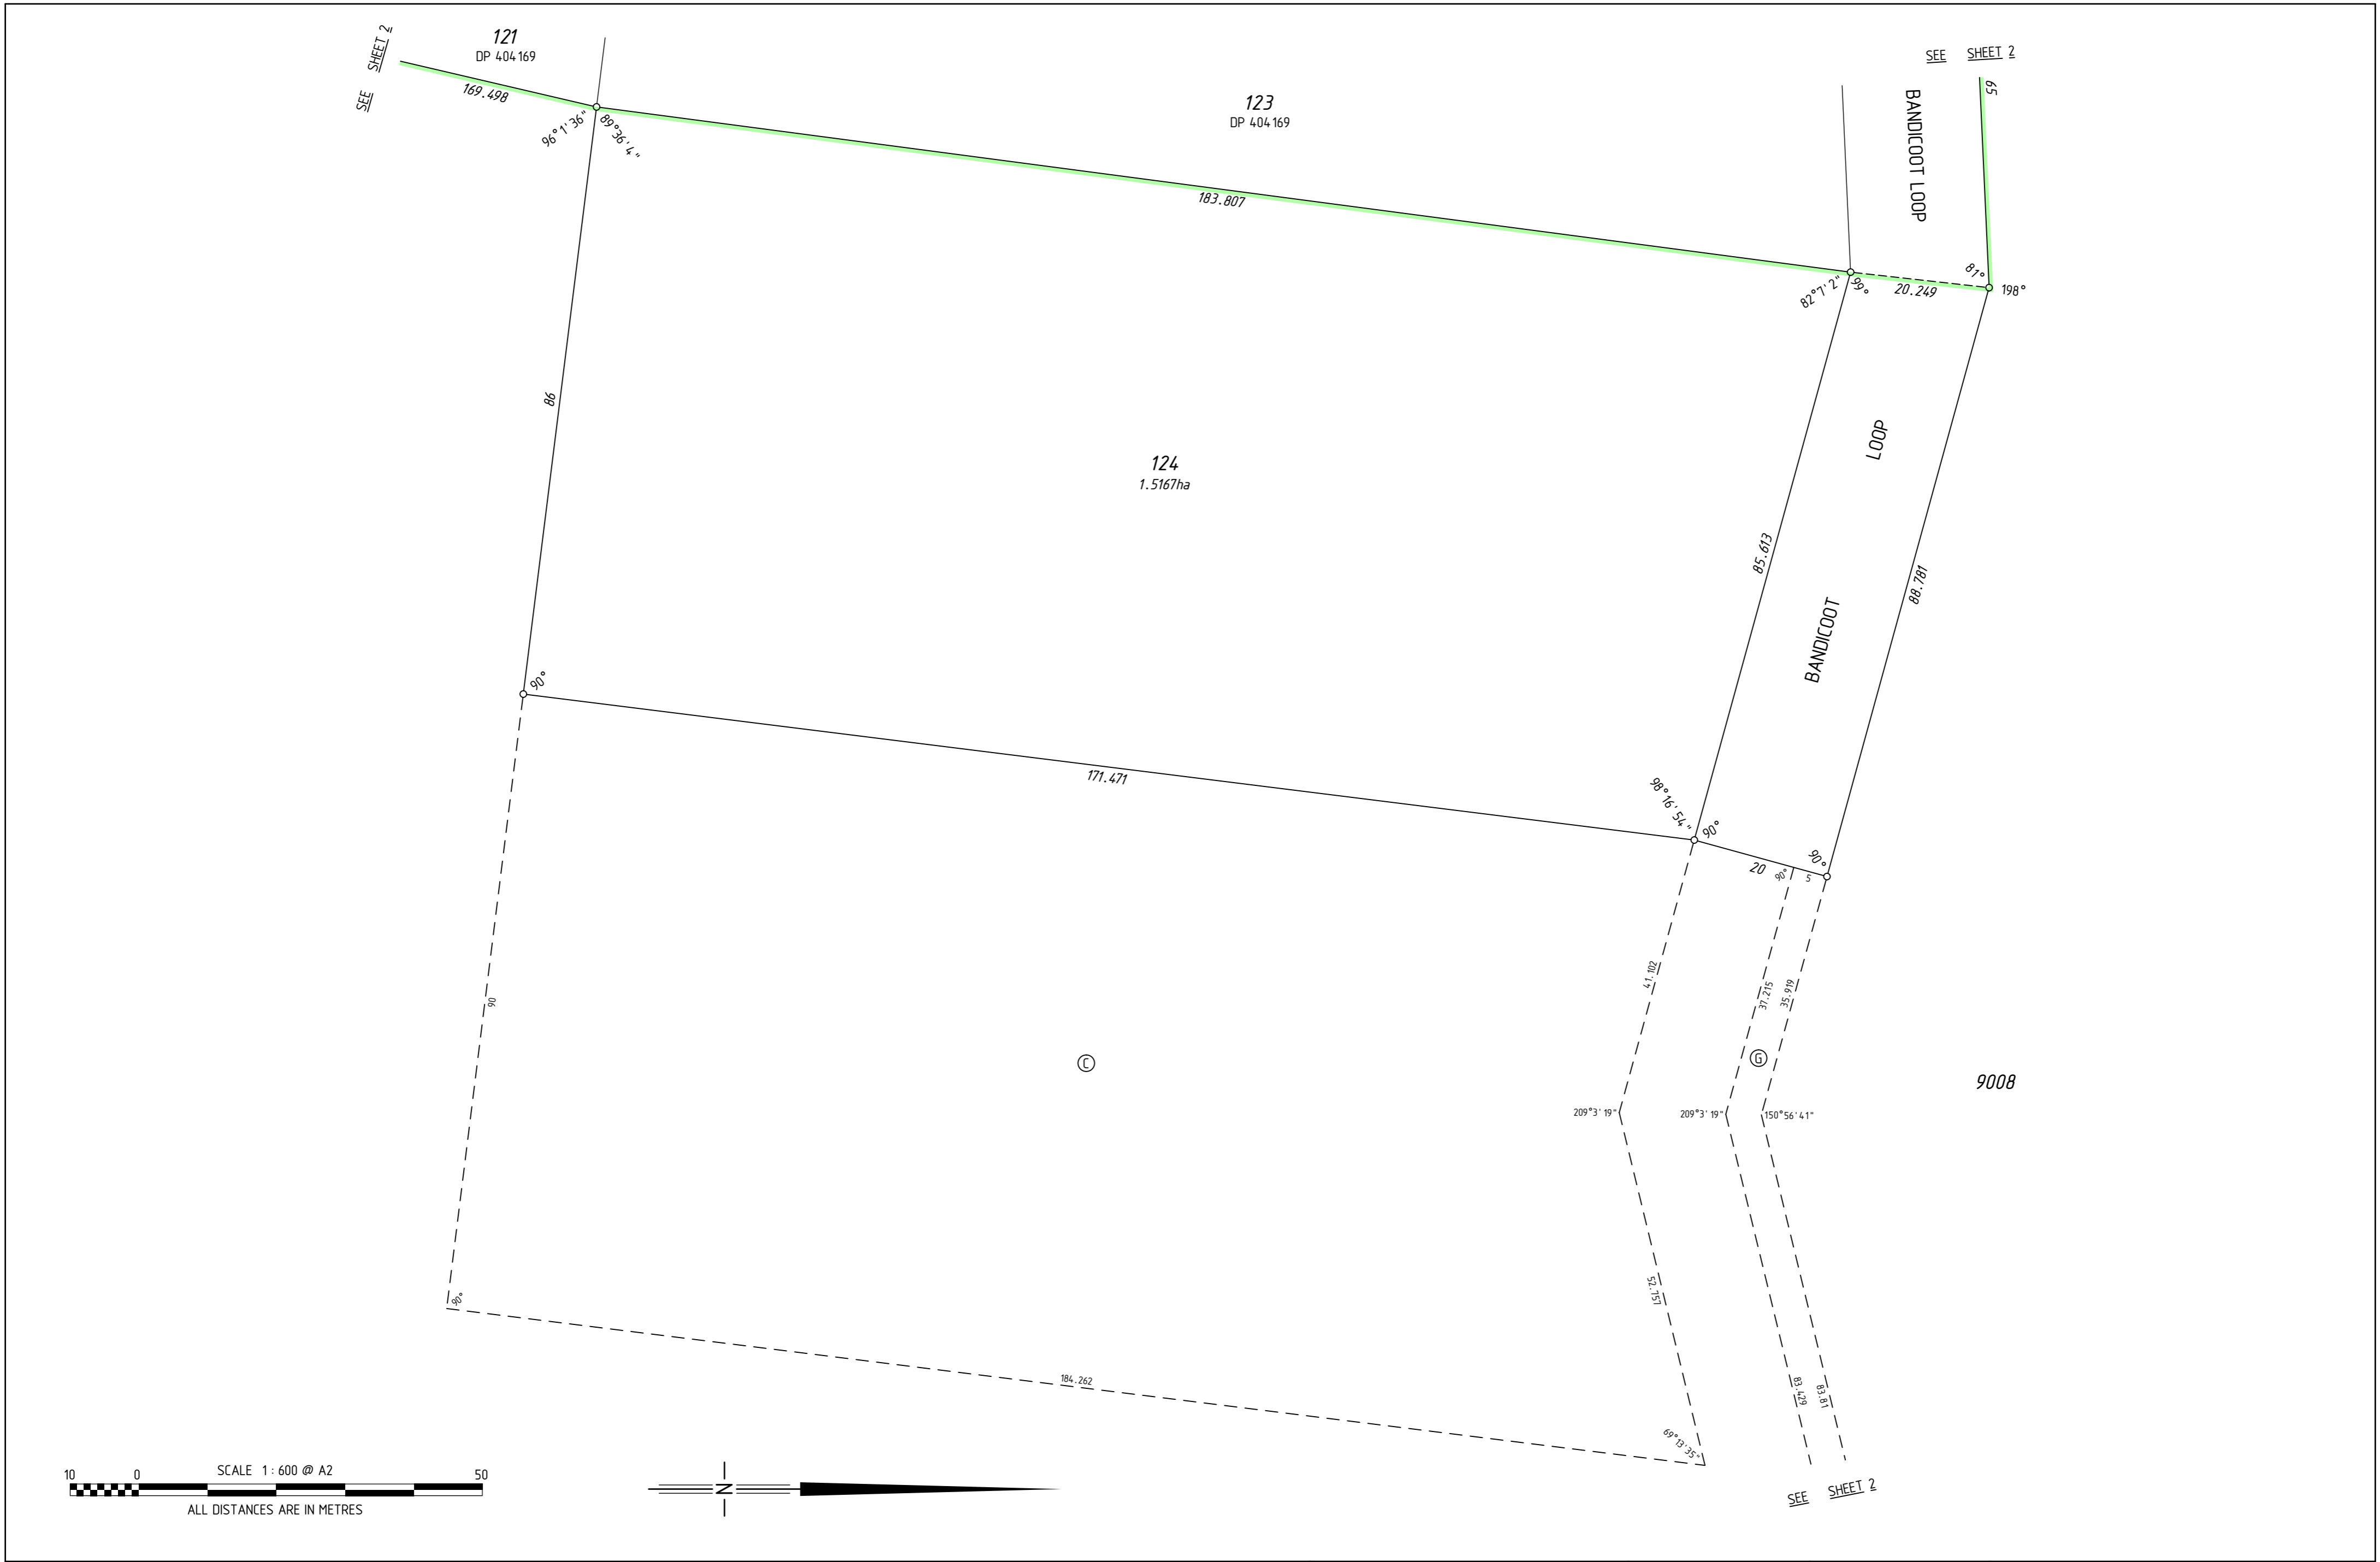 SEE SHEET 2
121
DP 404169
169.498
96°1'36"
89°36'4"
123
DP 404169
183.807
SEE SHEET 2
BANDICOOT LOOP
65
81°
198°
82°7'2"
99°
20.249
86
124
1.5167ha
LOOP
BANDICOOT
85.613
88.781
90°
171.471
98°16'54"
90°
90°
20
90°
5
90
41.102
37.215
35.919
C
G
9008
209°3'19"
209°3'19"
150°56'41"
52.757
90°
184.262
83.429
83.81
69°13'35"
SEE SHEET 2
10 0 SCALE 1 : 600 @ A2 50
ALL DISTANCES ARE IN METRES
N